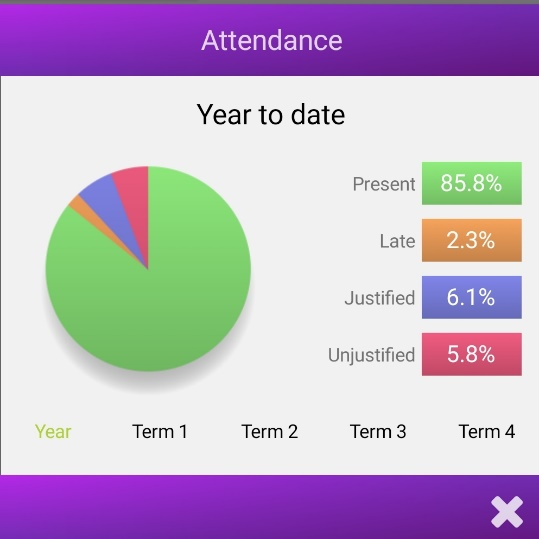 Attendance
Year to date
Present 85.8%
Late 2.3%
Justified 6.1%
Unjustified 5.8%
Year Term 1 Term 2 Term 3 Term 4